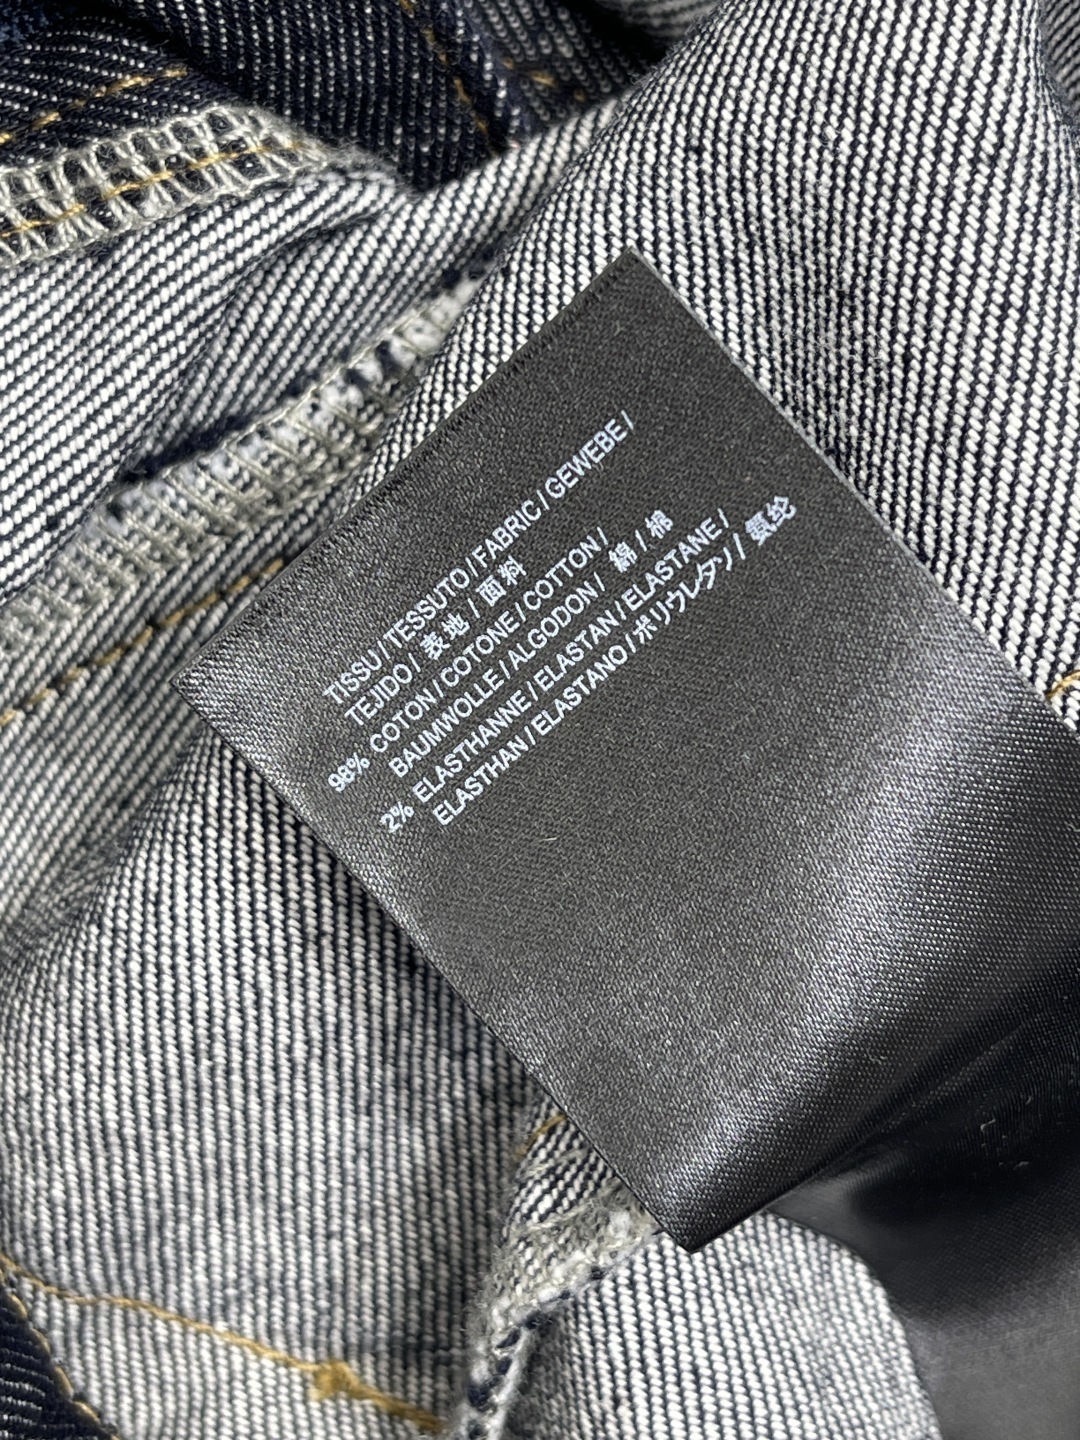 TISSU / TESSUTO / FABRIC / GEWEBE /
TEJIDO / 表地 / 面料
98% COTON / COTONE / COTTON /
BAUMWOLLE / ALGODON / 綿 / 棉
2% ELASTHANNE / ELASTAN / ELASTANE /
ELASTHAN / ELASTANO / ポリウレタン / 氨纶